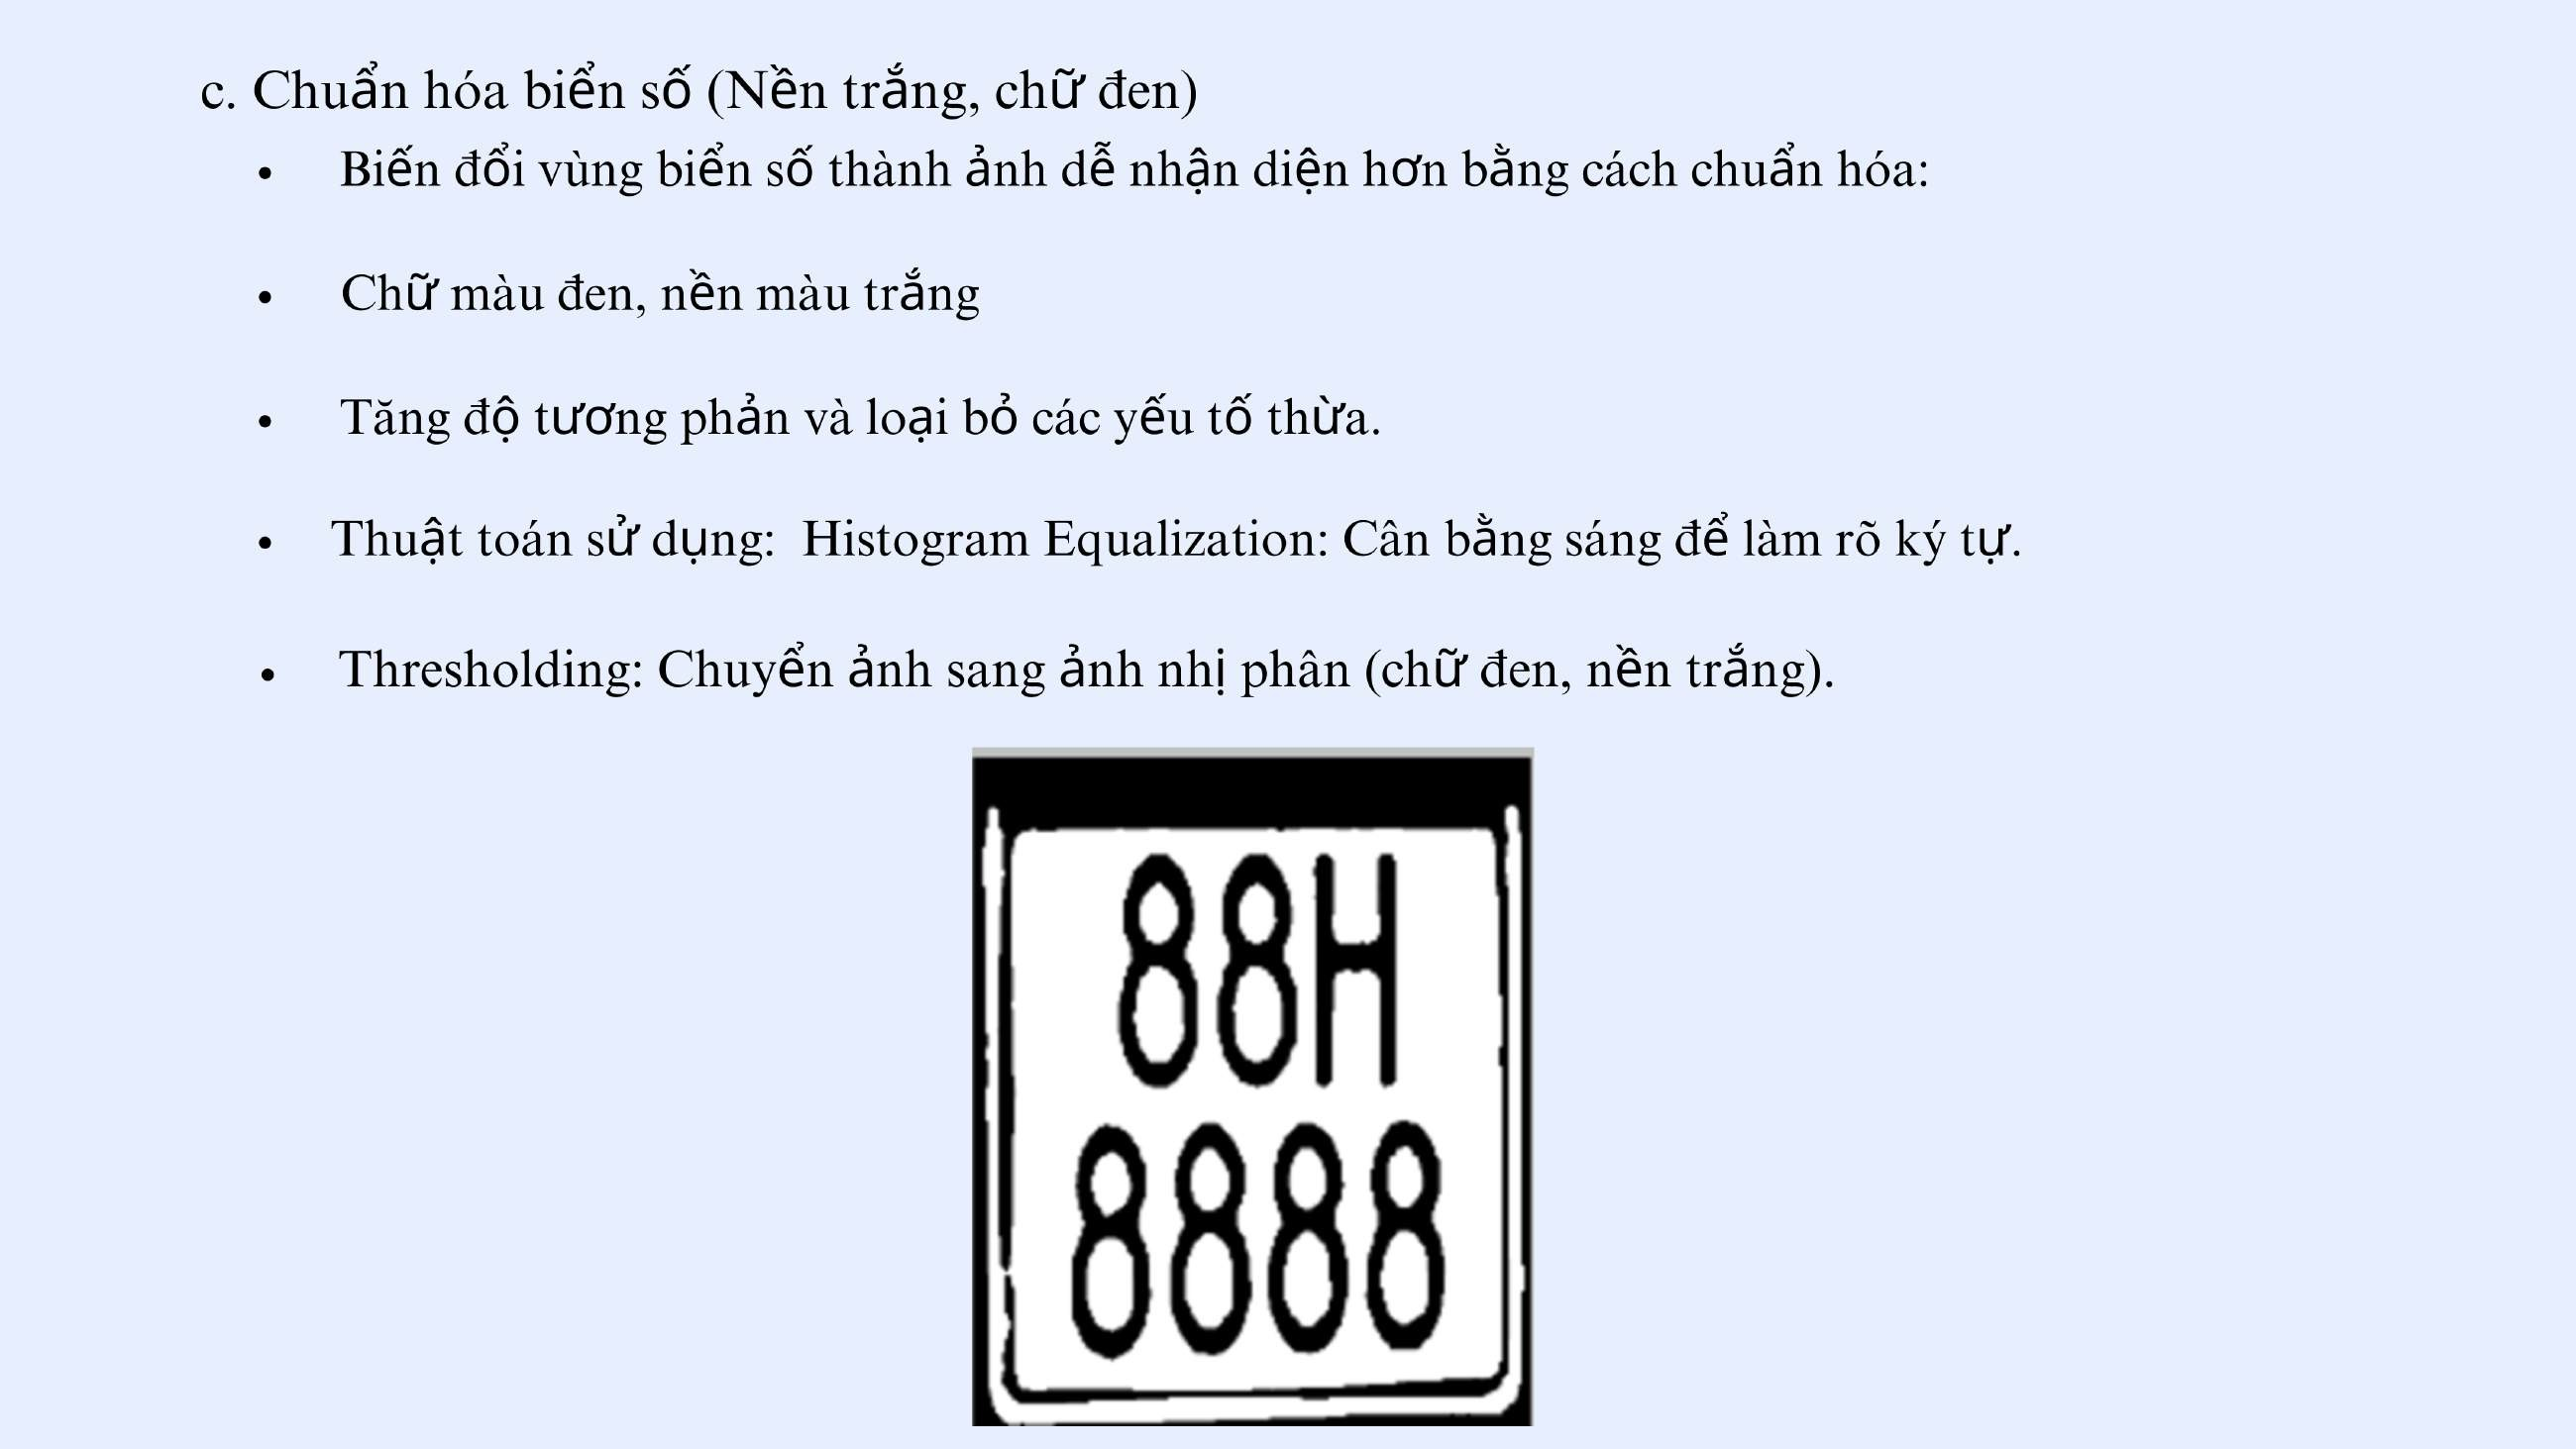 c. Chuẩn hóa biển số (Nền trắng, chữ đen)
• Biến đổi vùng biển số thành ảnh dễ nhận diện hơn bằng cách chuẩn hóa:
• Chữ màu đen, nền màu trắng
• Tăng độ tương phản và loại bỏ các yếu tố thừa.
• Thuật toán sử dụng: Histogram Equalization: Cân bằng sáng để làm rõ ký tự.
• Thresholding: Chuyển ảnh sang ảnh nhị phân (chữ đen, nền trắng).
88H
8888